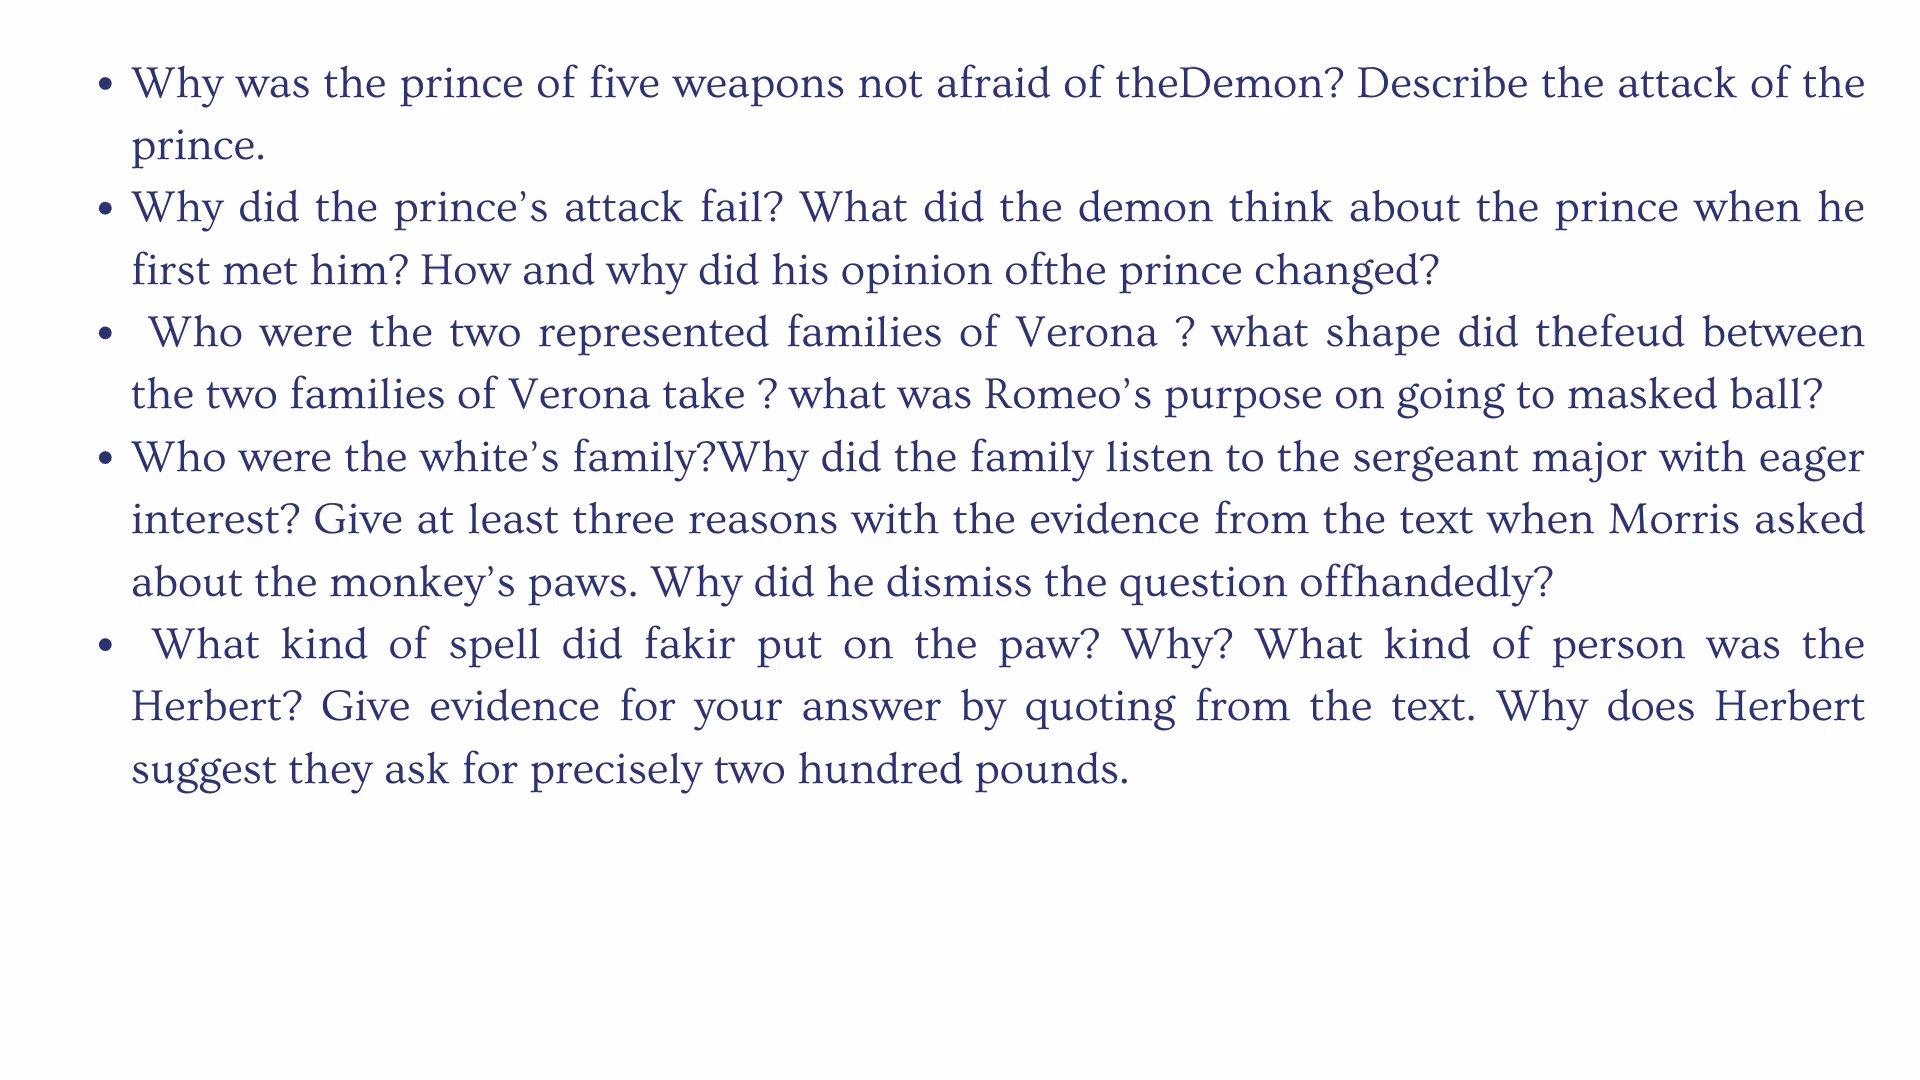 • Why was the prince of five weapons not afraid of theDemon? Describe the attack of the
prince.
• Why did the prince’s attack fail? What did the demon think about the prince when he
first met him? How and why did his opinion ofthe prince changed?
• Who were the two represented families of Verona ? what shape did thefeud between
the two families of Verona take ? what was Romeo’s purpose on going to masked ball?
• Who were the white’s family?Why did the family listen to the sergeant major with eager
interest? Give at least three reasons with the evidence from the text when Morris asked
about the monkey’s paws. Why did he dismiss the question offhandedly?
• What kind of spell did fakir put on the paw? Why? What kind of person was the
Herbert? Give evidence for your answer by quoting from the text. Why does Herbert
suggest they ask for precisely two hundred pounds.